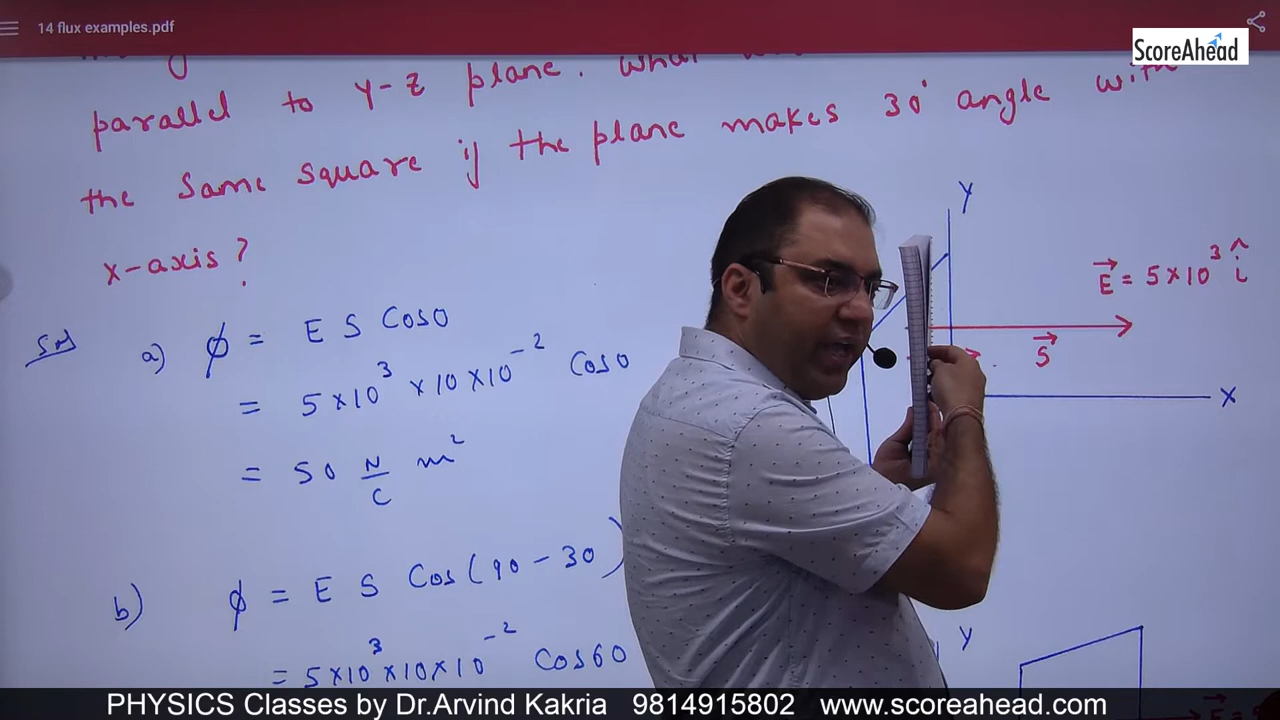 14 flux examples.pdf
ScoreAhead
parallel to Y-Z plane. What
the same square if the plane makes 30° angle with
x-axis?
Y
E = 5×10³ î
S
X
Sol
a) ϕ = E S Cos0
= 5×10³ ×10×10⁻² Cos0
= 50 N/C m²
b) ϕ = E S Cos(90-30)
= 5×10³×10×10⁻² Cos60
Y
PHYSICS Classes by Dr.Arvind Kakria 9814915802 www.scoreahead.com